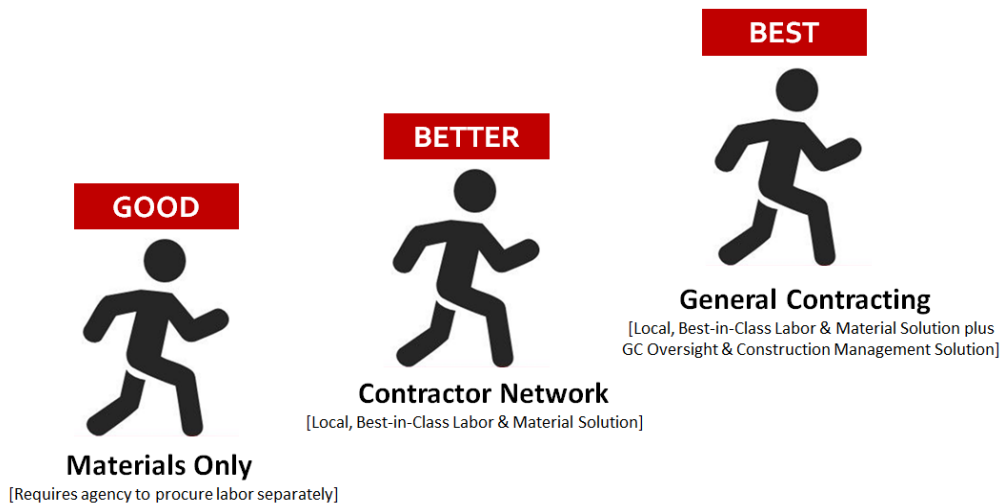 GOOD
Materials Only
[Requires agency to procure labor separately]
BETTER
Contractor Network
[Local, Best-in-Class Labor & Material Solution]
BEST
General Contracting
[Local, Best-in-Class Labor & Material Solution plus
GC Oversight & Construction Management Solution]